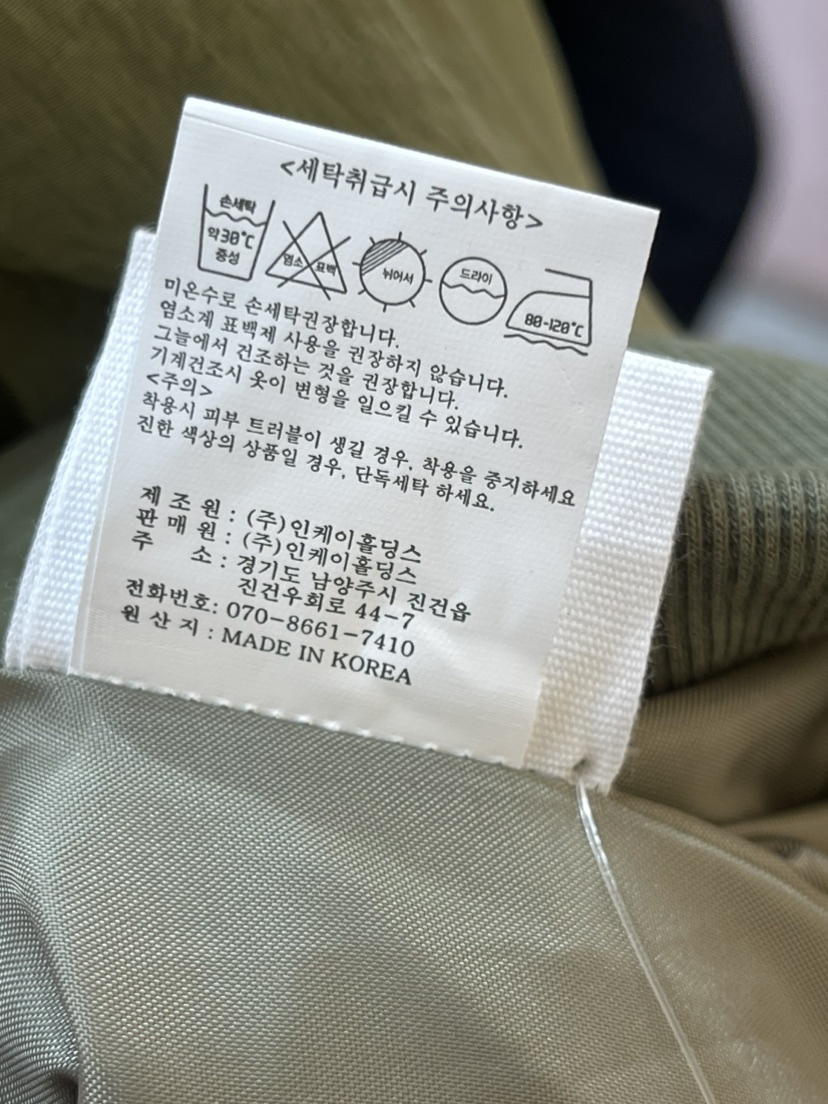 <세탁취급시 주의사항>
손세탁
약30℃
중성
염소 표백
뉘어서
드라이
80-120℃
미온수로 손세탁권장합니다.
염소계 표백제 사용을 권장하지 않습니다.
그늘에서 건조하는 것을 권장합니다.
기계건조시 옷이 변형을 일으킬 수 있습니다.
<주의>
착용시 피부 트러블이 생길 경우, 착용을 중지하세요
진한 색상의 상품일 경우, 단독세탁 하세요.
제 조 원 : (주)인케이홀딩스
판 매 원 : (주)인케이홀딩스
주 소 : 경기도 남양주시 진건읍
진건우회로 44-7
전화번호: 070-8661-7410
원 산 지 : MADE IN KOREA